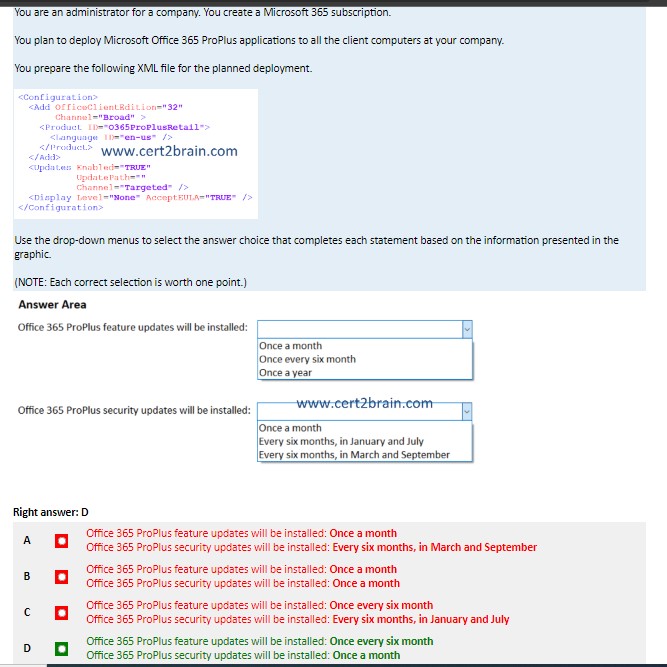 You are an administrator for a company. You create a Microsoft 365 subscription.
You plan to deploy Microsoft Office 365 ProPlus applications to all the client computers at your company.
You prepare the following XML file for the planned deployment.
<Configuration>
<Add OfficeClientEdition="32"
Channel="Broad" >
<Product ID="O365ProPlusRetail">
<Language ID="en-us" />
</Product>
www.cert2brain.com
</Add>
<Updates Enabled="TRUE"
UpdatePath=""
Channel="Targeted" />
<Display Level="None" AcceptEULA="TRUE" />
</Configuration>
Use the drop-down menus to select the answer choice that completes each statement based on the information presented in the
graphic.
(NOTE: Each correct selection is worth one point.)
Answer Area
Office 365 ProPlus feature updates will be installed:
Once a month
Once every six month
Once a year
www.cert2brain.com
Office 365 ProPlus security updates will be installed:
Once a month
Every six months, in January and July
Every six months, in March and September
Right answer: D
A
Office 365 ProPlus feature updates will be installed: Once a month
Office 365 ProPlus security updates will be installed: Every six months, in March and September
B
Office 365 ProPlus feature updates will be installed: Once a month
Office 365 ProPlus security updates will be installed: Once a month
C
Office 365 ProPlus feature updates will be installed: Once every six month
Office 365 ProPlus security updates will be installed: Every six months, in January and July
D
Office 365 ProPlus feature updates will be installed: Once every six month
Office 365 ProPlus security updates will be installed: Once a month